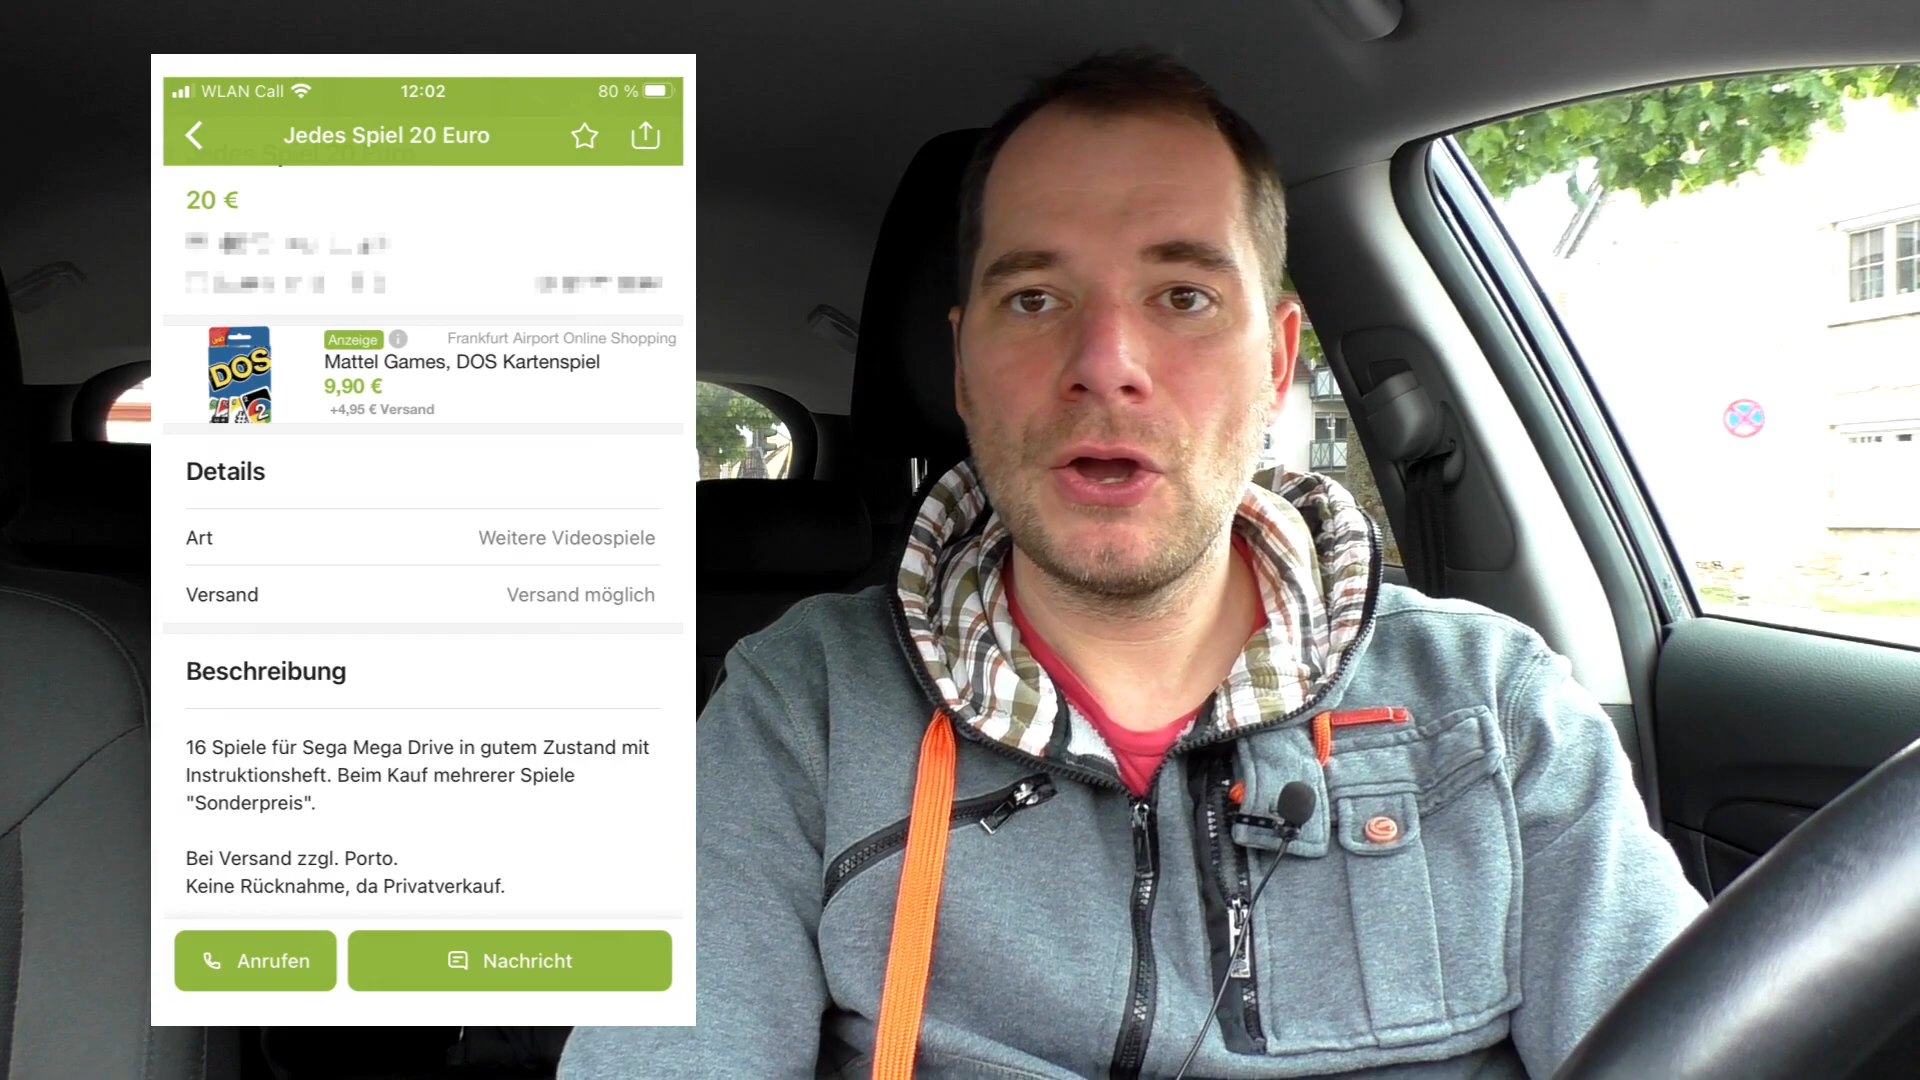 WLAN Call 12:02 80 %
Jedes Spiel 20 Euro
20 €
Anzeige Frankfurt Airport Online Shopping
DOS
Mattel Games, DOS Kartenspiel
9,90 €
+4,95 € Versand
Details
Art Weitere Videospiele
Versand Versand möglich
Beschreibung
16 Spiele für Sega Mega Drive in gutem Zustand mit
Instruktionsheft. Beim Kauf mehrerer Spiele
"Sonderpreis".
Bei Versand zzgl. Porto.
Keine Rücknahme, da Privatverkauf.
Anrufen Nachricht